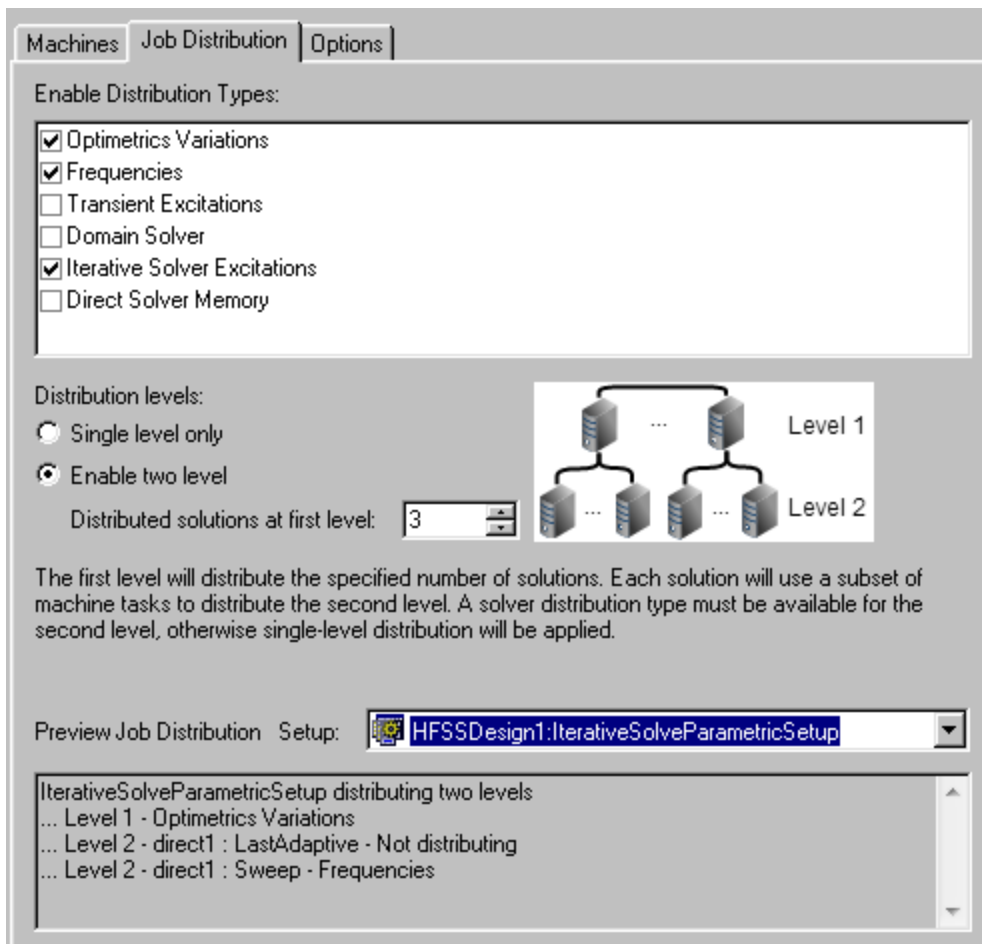 Machines Job Distribution Options
Enable Distribution Types:
Optimetrics Variations
Frequencies
Transient Excitations
Domain Solver
Iterative Solver Excitations
Direct Solver Memory
Distribution levels:
Single level only
Enable two level
Distributed solutions at first level: 3
... Level 1
... ... Level 2
The first level will distribute the specified number of solutions. Each solution will use a subset of
machine tasks to distribute the second level. A solver distribution type must be available for the
second level, otherwise single-level distribution will be applied.
Preview Job Distribution Setup: HFSSDesign1:IterativeSolveParametricSetup
IterativeSolveParametricSetup distributing two levels
... Level 1 - Optimetrics Variations
... Level 2 - direct1 : LastAdaptive - Not distributing
... Level 2 - direct1 : Sweep - Frequencies